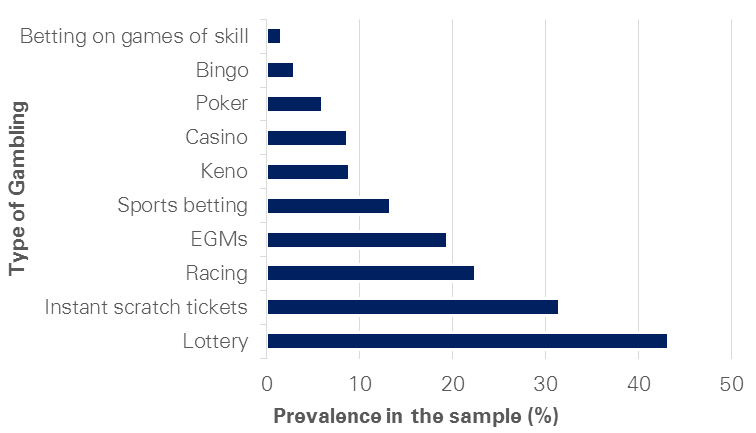 Type of Gambling
Betting on games of skill
Bingo
Poker
Casino
Keno
Sports betting
EGMs
Racing
Instant scratch tickets
Lottery
0 10 20 30 40 50
Prevalence in the sample (%)